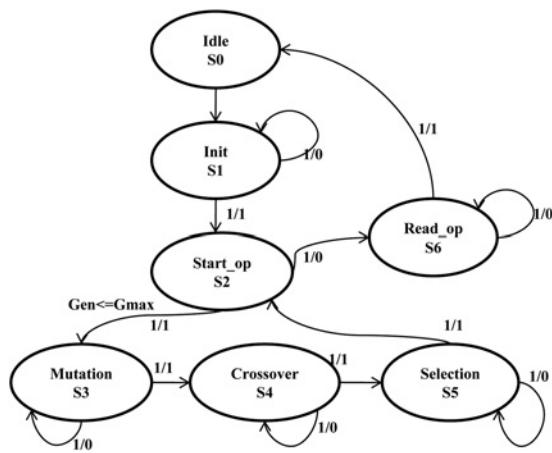 Idle
S0
Init
S1
1/0
1/1
1/1
Read_op
S6
1/0
Start_op
S2
1/0
Gen<=Gmax
1/1
1/1
Mutation
S3
1/1
Crossover
S4
1/1
Selection
S5
1/0
1/0
1/0